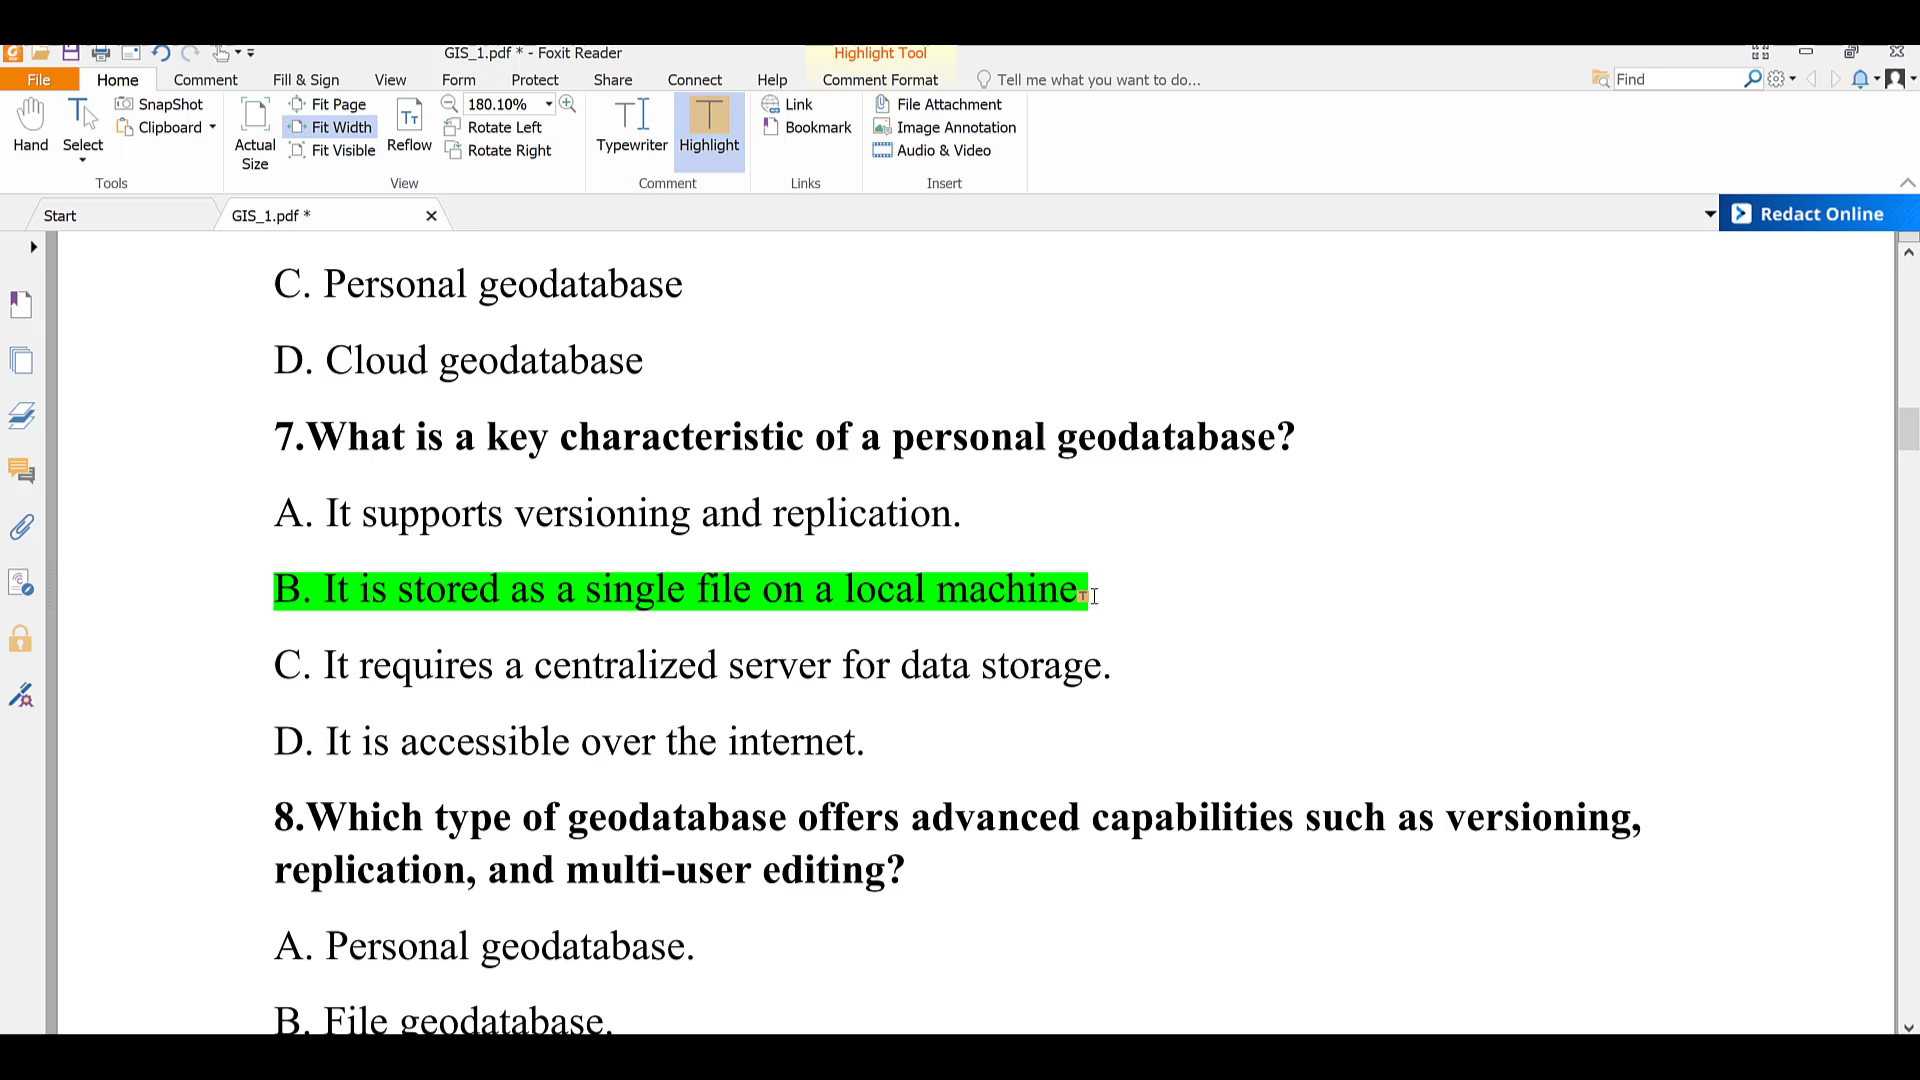 GIS_1.pdf * - Foxit Reader
Highlight Tool
File
Home
Comment
Fill & Sign
View
Form
Protect
Share
Connect
Help
Comment Format
Tell me what you want to do...
Find
Hand
Select
SnapShot
Clipboard
Tools
Actual Size
Fit Page
Fit Width
Fit Visible
Reflow
180.10%
Rotate Left
Rotate Right
View
Typewriter
Highlight
Comment
Link
Bookmark
Links
File Attachment
Image Annotation
Audio & Video
Insert
Start
GIS_1.pdf *
Redact Online
C. Personal geodatabase
D. Cloud geodatabase
7.What is a key characteristic of a personal geodatabase?
A. It supports versioning and replication.
B. It is stored as a single file on a local machine
C. It requires a centralized server for data storage.
D. It is accessible over the internet.
8.Which type of geodatabase offers advanced capabilities such as versioning,
replication, and multi-user editing?
A. Personal geodatabase.
B. File geodatabase.